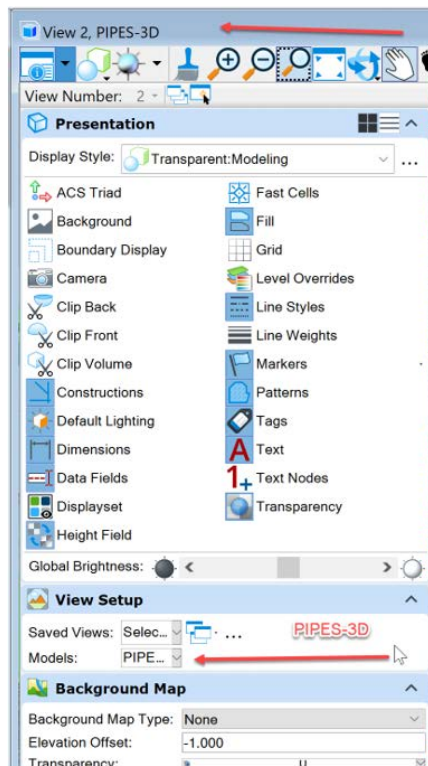 View 2, PIPES-3D
View Number: 2
Presentation
Display Style: Transparent:Modeling
ACS Triad Fast Cells
Background Fill
Boundary Display Grid
Camera Level Overrides
Clip Back Line Styles
Clip Front Line Weights
Clip Volume Markers
Constructions Patterns
Default Lighting Tags
Dimensions A Text
Data Fields 1+ Text Nodes
Displayset Transparency
Height Field
Global Brightness:
View Setup
Saved Views: Selec... ... PIPES-3D
Models: PIPE...
Background Map
Background Map Type: None
Elevation Offset: -1.000
Transparency: